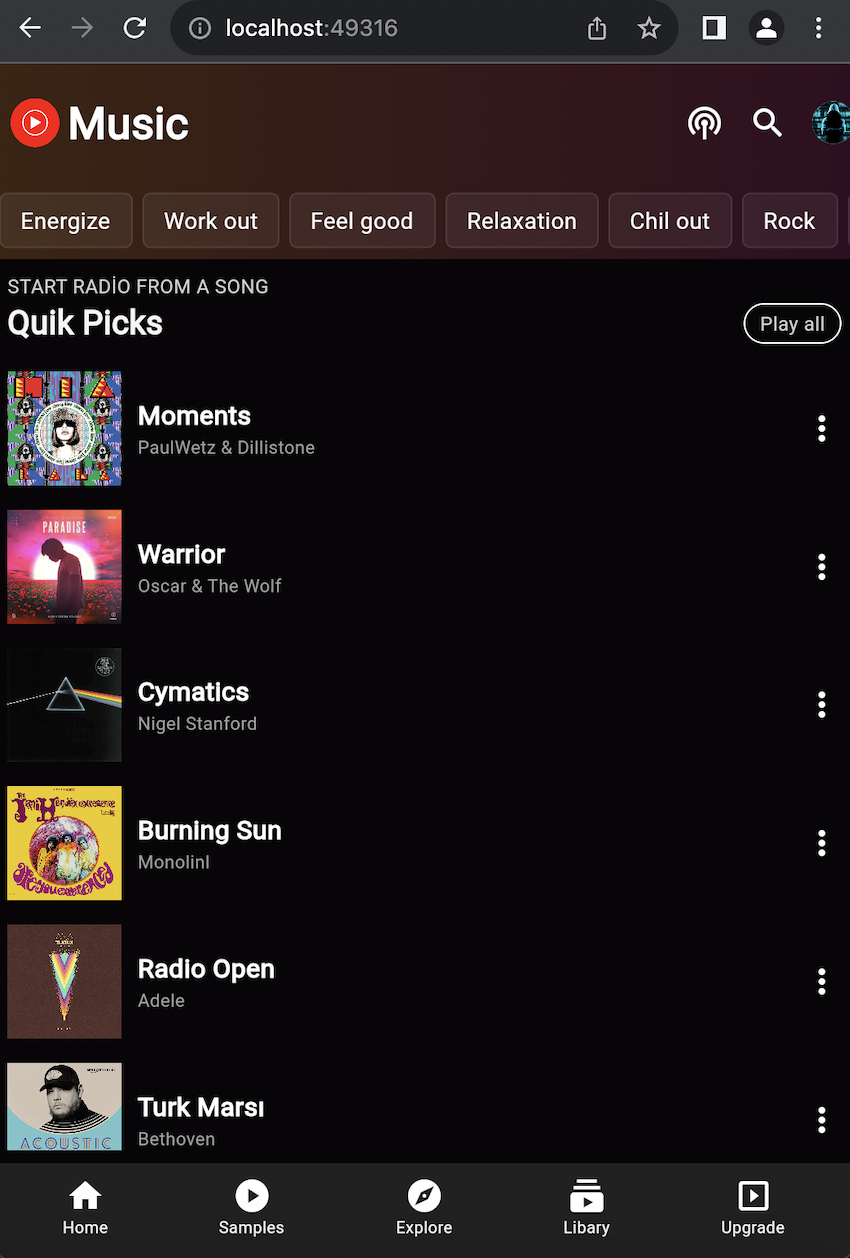 localhost:49316
Music
Energize
Work out
Feel good
Relaxation
Chil out
Rock
START RADİO FROM A SONG
Quik Picks
Play all
Moments
PaulWetz & Dillistone
PARADISE
Warrior
Oscar & The Wolf
Cymatics
Nigel Stanford
Burning Sun
Monolinl
Radio Open
Adele
ACOUSTIC
Turk Marsı
Bethoven
Home
Samples
Explore
Libary
Upgrade